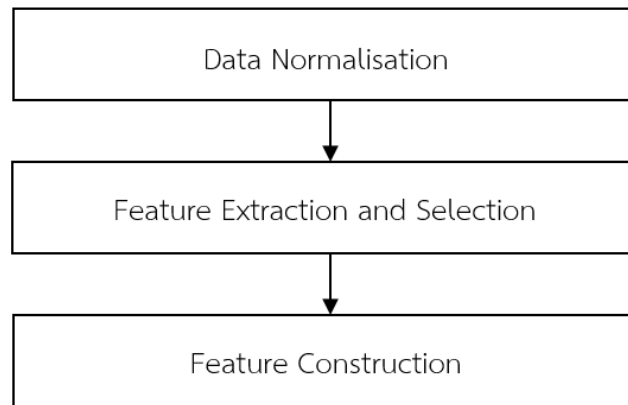 Data Normalisation
Feature Extraction and Selection
Feature Construction